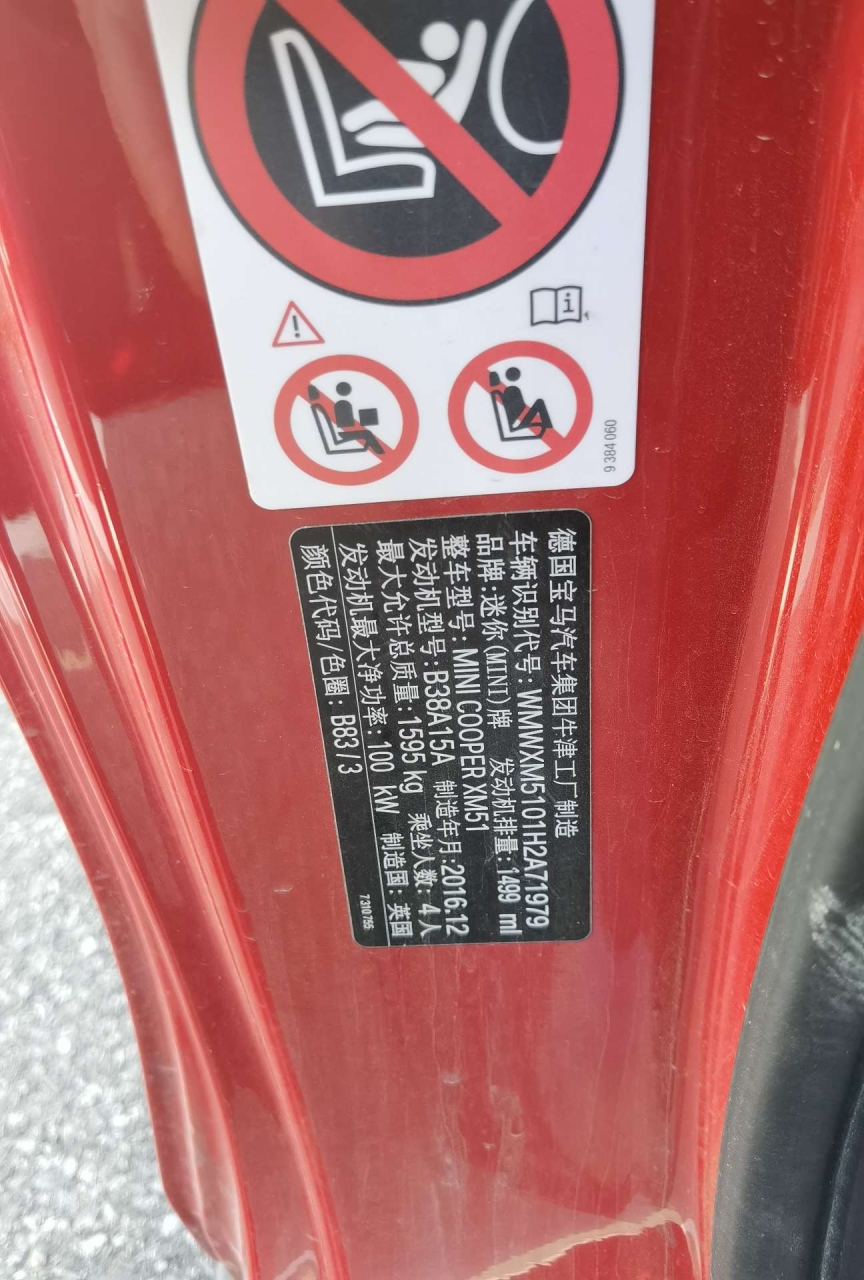 9 384 060
德国宝马汽车集团牛津工厂制造
车辆识别代号: WMWXM5101H2A71979
品牌:迷你(MINI)牌 发动机排量: 1499 ml
整车型号: MINI COOPER XM51
发动机型号: B38A15A 制造年月:2016.12
最大允许总质量: 1595 kg 乘坐人数: 4人
发动机最大净功率: 100 kW 制造国: 英国
颜色代码/色圈: B83/3
7 310 755